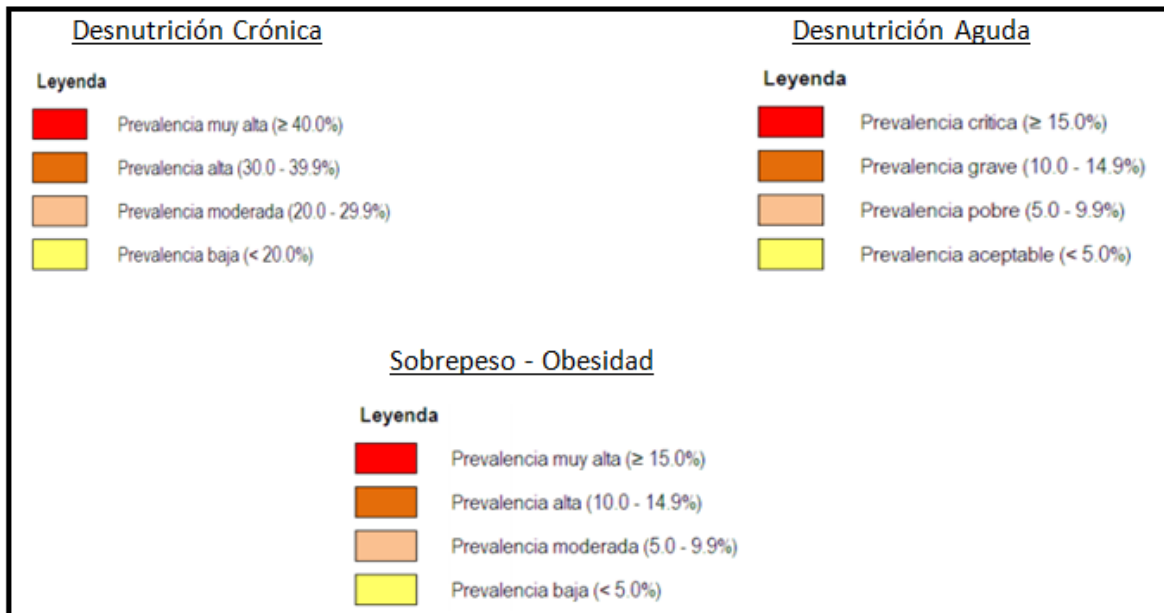 Desnutrición Crónica
Leyenda
Prevalencia muy alta (≥ 40.0%)
Prevalencia alta (30.0 - 39.9%)
Prevalencia moderada (20.0 - 29.9%)
Prevalencia baja (< 20.0%)
Desnutrición Aguda
Leyenda
Prevalencia crítica (≥ 15.0%)
Prevalencia grave (10.0 - 14.9%)
Prevalencia pobre (5.0 - 9.9%)
Prevalencia aceptable (< 5.0%)
Sobrepeso - Obesidad
Leyenda
Prevalencia muy alta (≥ 15.0%)
Prevalencia alta (10.0 - 14.9%)
Prevalencia moderada (5.0 - 9.9%)
Prevalencia baja (< 5.0%)